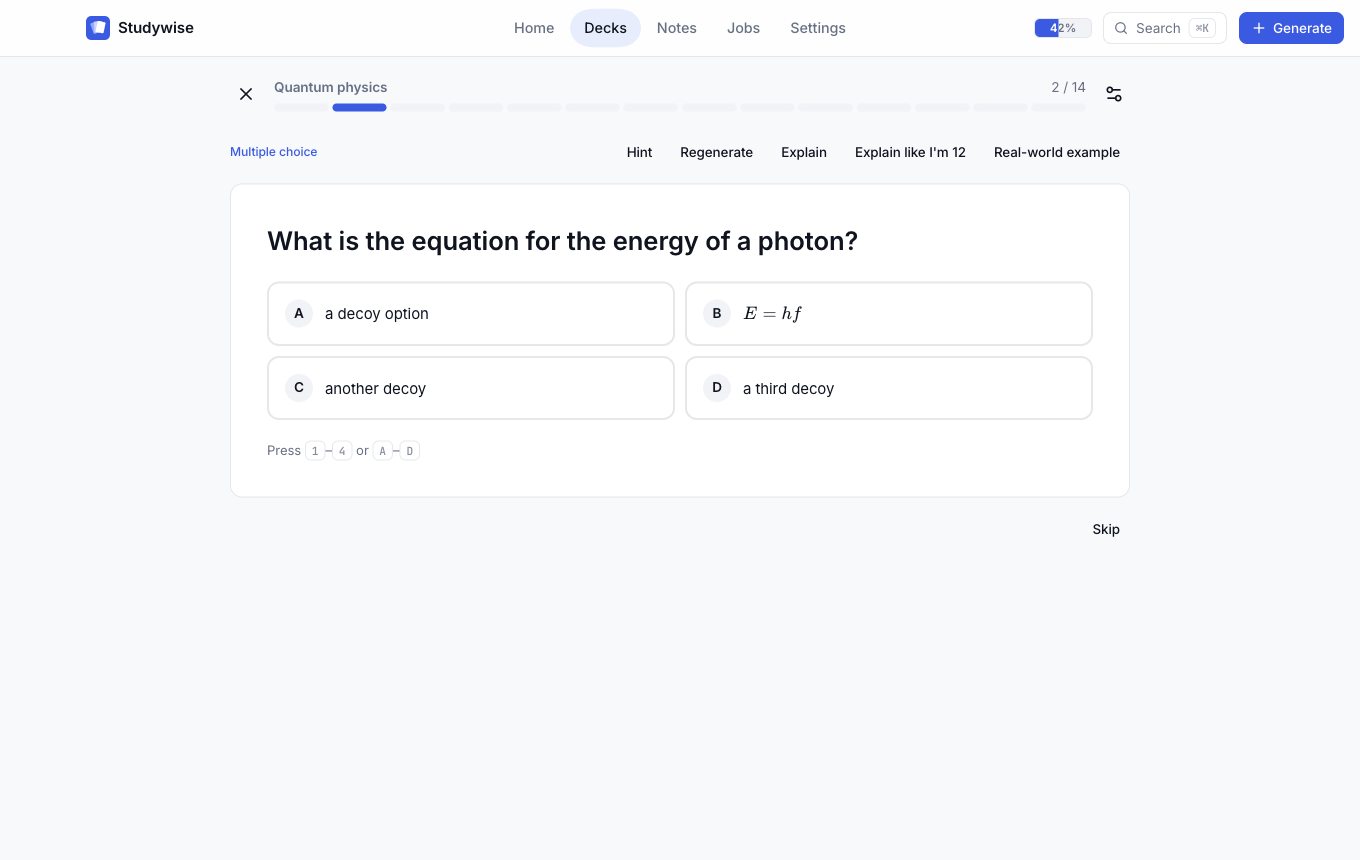 Studywise
Home Decks Notes Jobs Settings
42% Search ⌘K + Generate
Quantum physics 2 / 14
Multiple choice
Hint Regenerate Explain Explain like I'm 12 Real-world example
What is the equation for the energy of a photon?
A a decoy option
B E = hf
C another decoy
D a third decoy
Press 1–4 or A–D
Skip